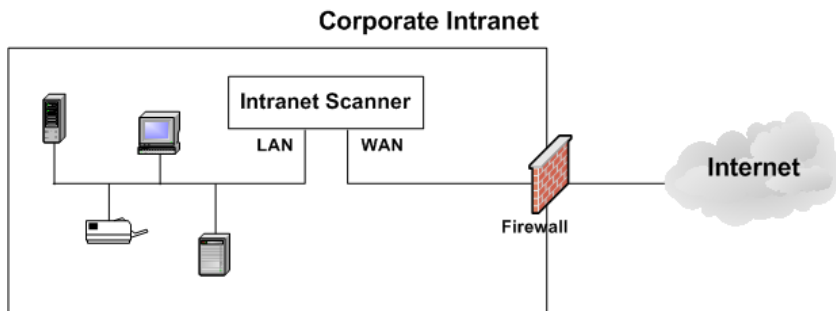 Corporate Intranet
Intranet Scanner
LAN
WAN
Internet
Firewall